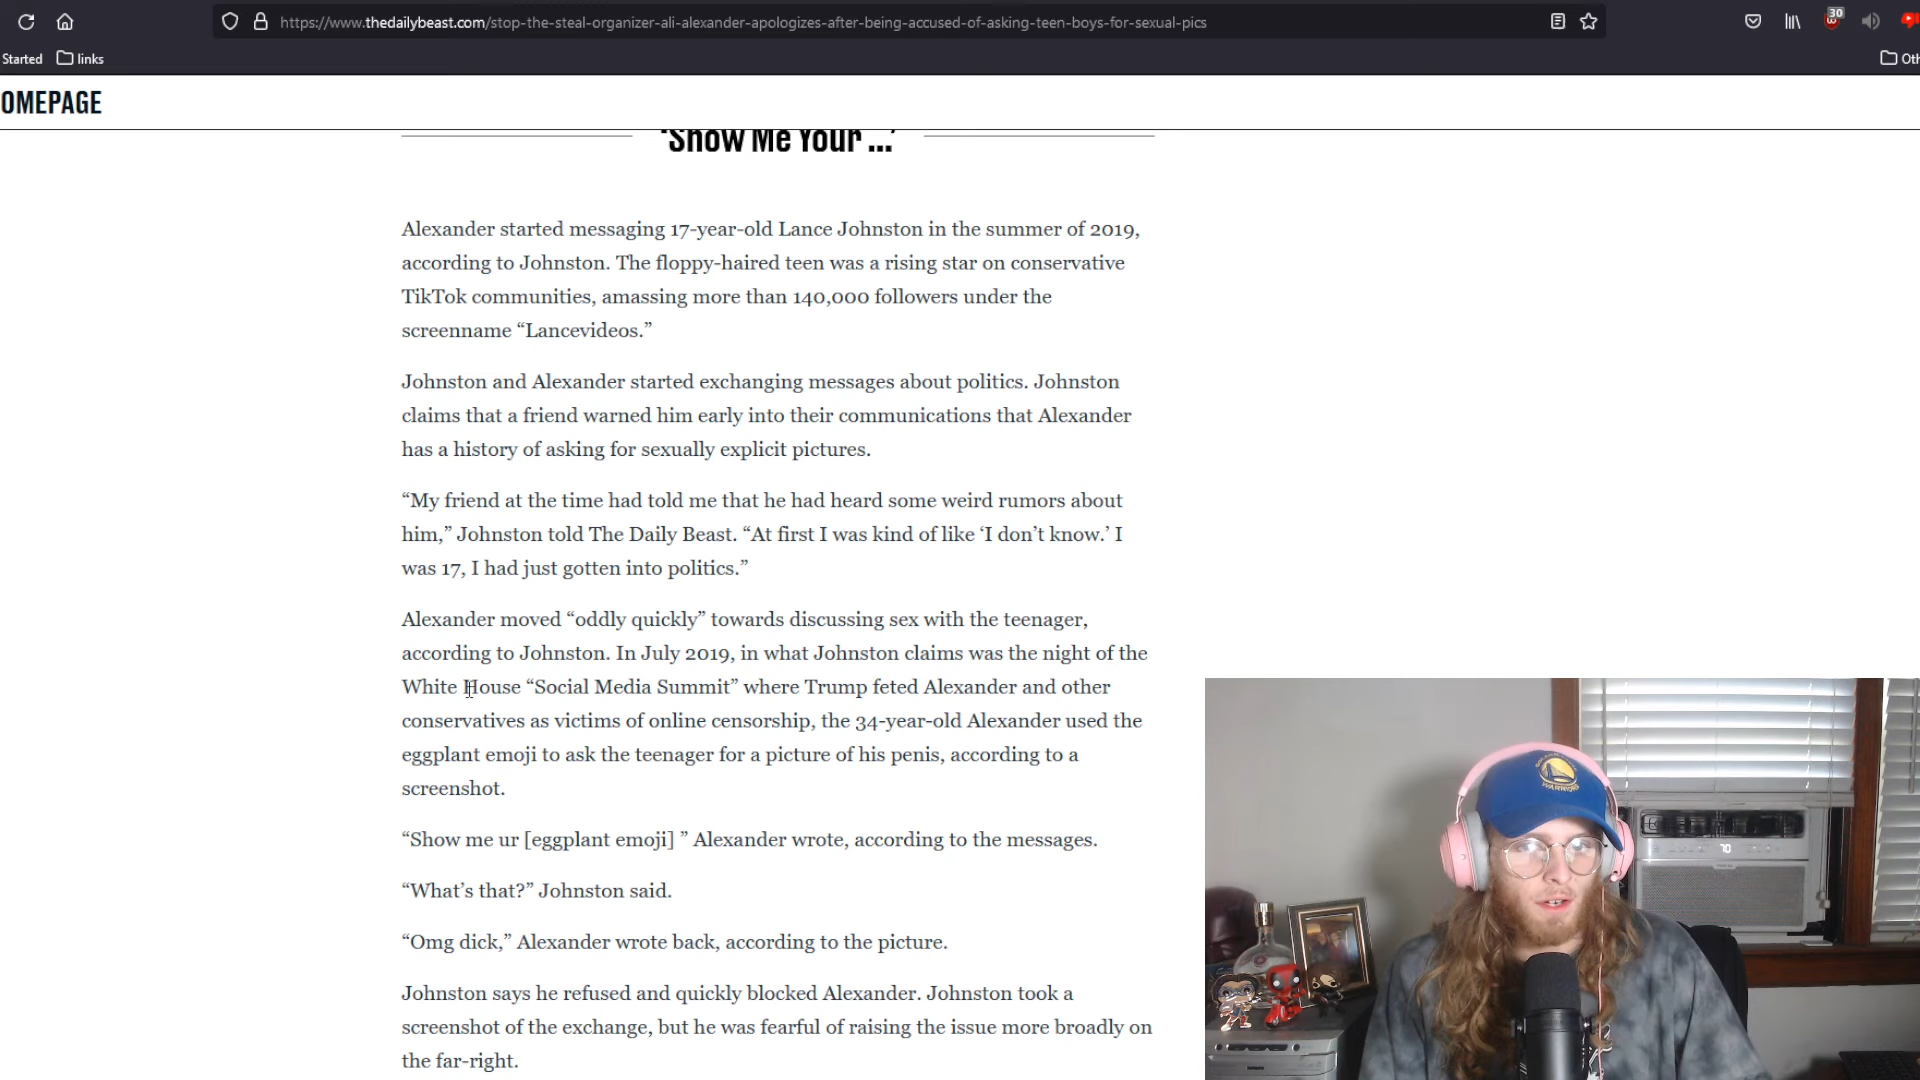 https://www.thedailybeast.com/stop-the-steal-organizer-ali-alexander-apologizes-after-being-accused-of-asking-teen-boys-for-sexual-pics
30
Started
links
Oth
OMEPAGE
‘Show Me Your ...’
Alexander started messaging 17-year-old Lance Johnston in the summer of 2019,
according to Johnston. The floppy-haired teen was a rising star on conservative
TikTok communities, amassing more than 140,000 followers under the
screenname “Lancevideos.”
Johnston and Alexander started exchanging messages about politics. Johnston
claims that a friend warned him early into their communications that Alexander
has a history of asking for sexually explicit pictures.
“My friend at the time had told me that he had heard some weird rumors about
him,” Johnston told The Daily Beast. “At first I was kind of like ‘I don’t know.’ I
was 17, I had just gotten into politics.”
Alexander moved “oddly quickly” towards discussing sex with the teenager,
according to Johnston. In July 2019, in what Johnston claims was the night of the
White House “Social Media Summit” where Trump feted Alexander and other
conservatives as victims of online censorship, the 34-year-old Alexander used the
eggplant emoji to ask the teenager for a picture of his penis, according to a
screenshot.
“Show me ur [eggplant emoji] ” Alexander wrote, according to the messages.
“What’s that?” Johnston said.
“Omg dick,” Alexander wrote back, according to the picture.
Johnston says he refused and quickly blocked Alexander. Johnston took a
screenshot of the exchange, but he was fearful of raising the issue more broadly on
the far-right.
WARRIORS
70